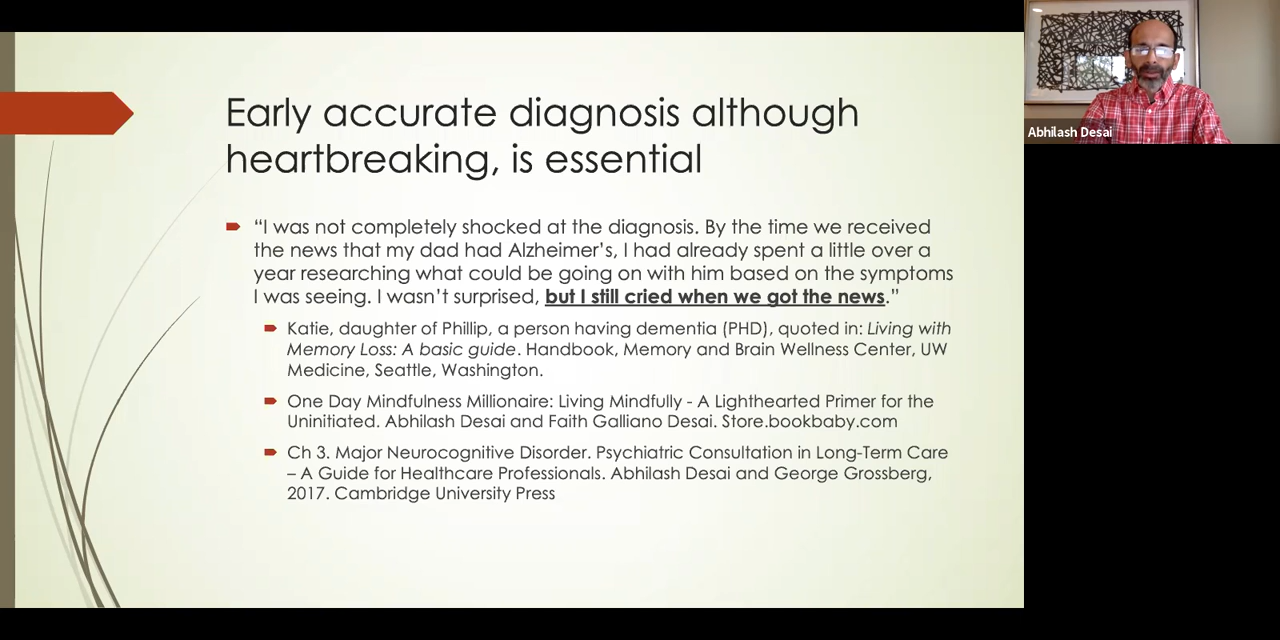 Early accurate diagnosis although
heartbreaking, is essential
“I was not completely shocked at the diagnosis. By the time we received
the news that my dad had Alzheimer’s, I had already spent a little over a
year researching what could be going on with him based on the symptoms
I was seeing. I wasn’t surprised, but I still cried when we got the news.”
Katie, daughter of Phillip, a person having dementia (PHD), quoted in: Living with
Memory Loss: A basic guide. Handbook, Memory and Brain Wellness Center, UW
Medicine, Seattle, Washington.
One Day Mindfulness Millionaire: Living Mindfully - A Lighthearted Primer for the
Uninitiated. Abhilash Desai and Faith Galliano Desai. Store.bookbaby.com
Ch 3. Major Neurocognitive Disorder. Psychiatric Consultation in Long-Term Care
– A Guide for Healthcare Professionals. Abhilash Desai and George Grossberg,
2017. Cambridge University Press
Abhilash Desai